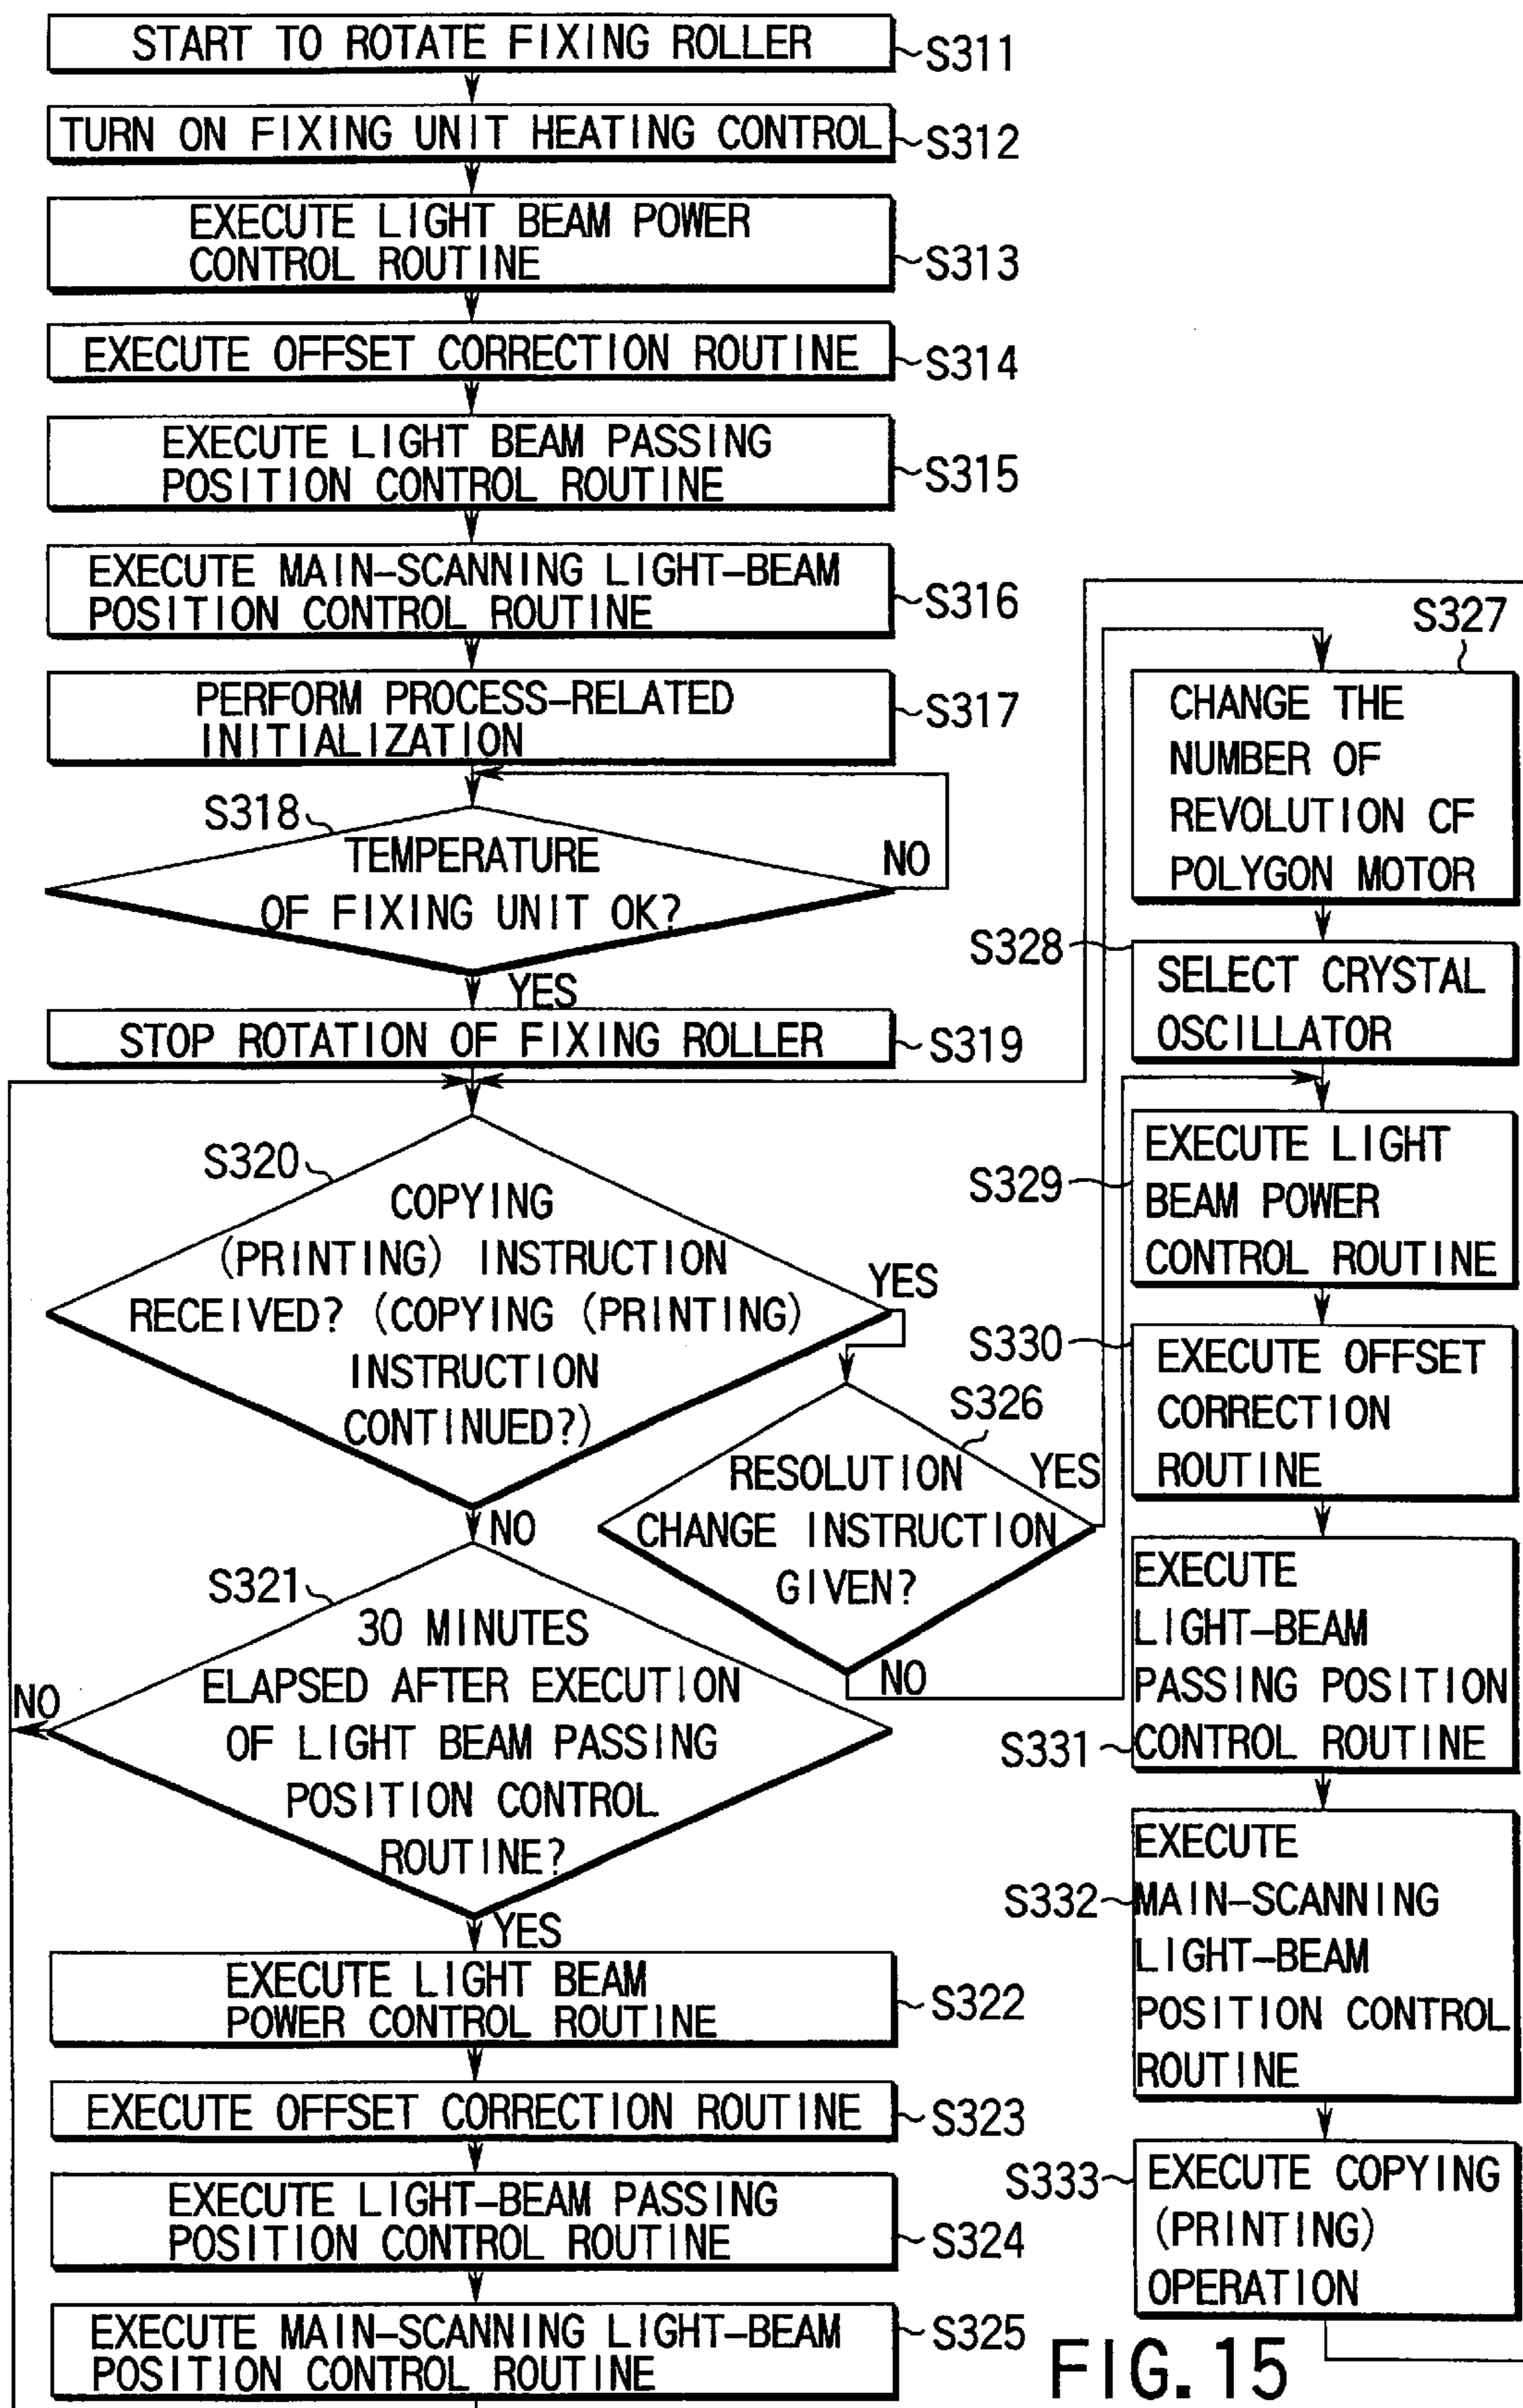 START TO ROTATE FIXING ROLLER
S311
TURN ON FIXING UNIT HEATING CONTROL
S312
EXECUTE LIGHT BEAM POWER
CONTROL ROUTINE
S313
EXECUTE OFFSET CORRECTION ROUTINE
S314
EXECUTE LIGHT BEAM PASSING
POSITION CONTROL ROUTINE
S315
EXECUTE MAIN-SCANNING LIGHT-BEAM
POSITION CONTROL ROUTINE
S316
PERFORM PROCESS-RELATED
INITIALIZATION
S317
S318
TEMPERATURE
OF FIXING UNIT OK?
NO
YES
STOP ROTATION OF FIXING ROLLER
S319
S320
COPYING
(PRINTING) INSTRUCTION
RECEIVED? (COPYING (PRINTING)
INSTRUCTION
CONTINUED?)
YES
NO
S321
30 MINUTES
ELAPSED AFTER EXECUTION
OF LIGHT BEAM PASSING
POSITION CONTROL
ROUTINE?
NO
YES
EXECUTE LIGHT BEAM
POWER CONTROL ROUTINE
S322
EXECUTE OFFSET CORRECTION ROUTINE
S323
EXECUTE LIGHT-BEAM PASSING
POSITION CONTROL ROUTINE
S324
EXECUTE MAIN-SCANNING LIGHT-BEAM
POSITION CONTROL ROUTINE
S325
S326
RESOLUTION
CHANGE INSTRUCTION
GIVEN?
YES
NO
S327
CHANGE THE
NUMBER OF
REVOLUTION CF
POLYGON MOTOR
S328
SELECT CRYSTAL
OSCILLATOR
S329
EXECUTE LIGHT
BEAM POWER
CONTROL ROUTINE
S330
EXECUTE OFFSET
CORRECTION
ROUTINE
S331
EXECUTE
LIGHT-BEAM
PASSING POSITION
CONTROL ROUTINE
S332
EXECUTE
MAIN-SCANNING
LIGHT-BEAM
POSITION CONTROL
ROUTINE
S333
EXECUTE COPYING
(PRINTING)
OPERATION
FIG. 15